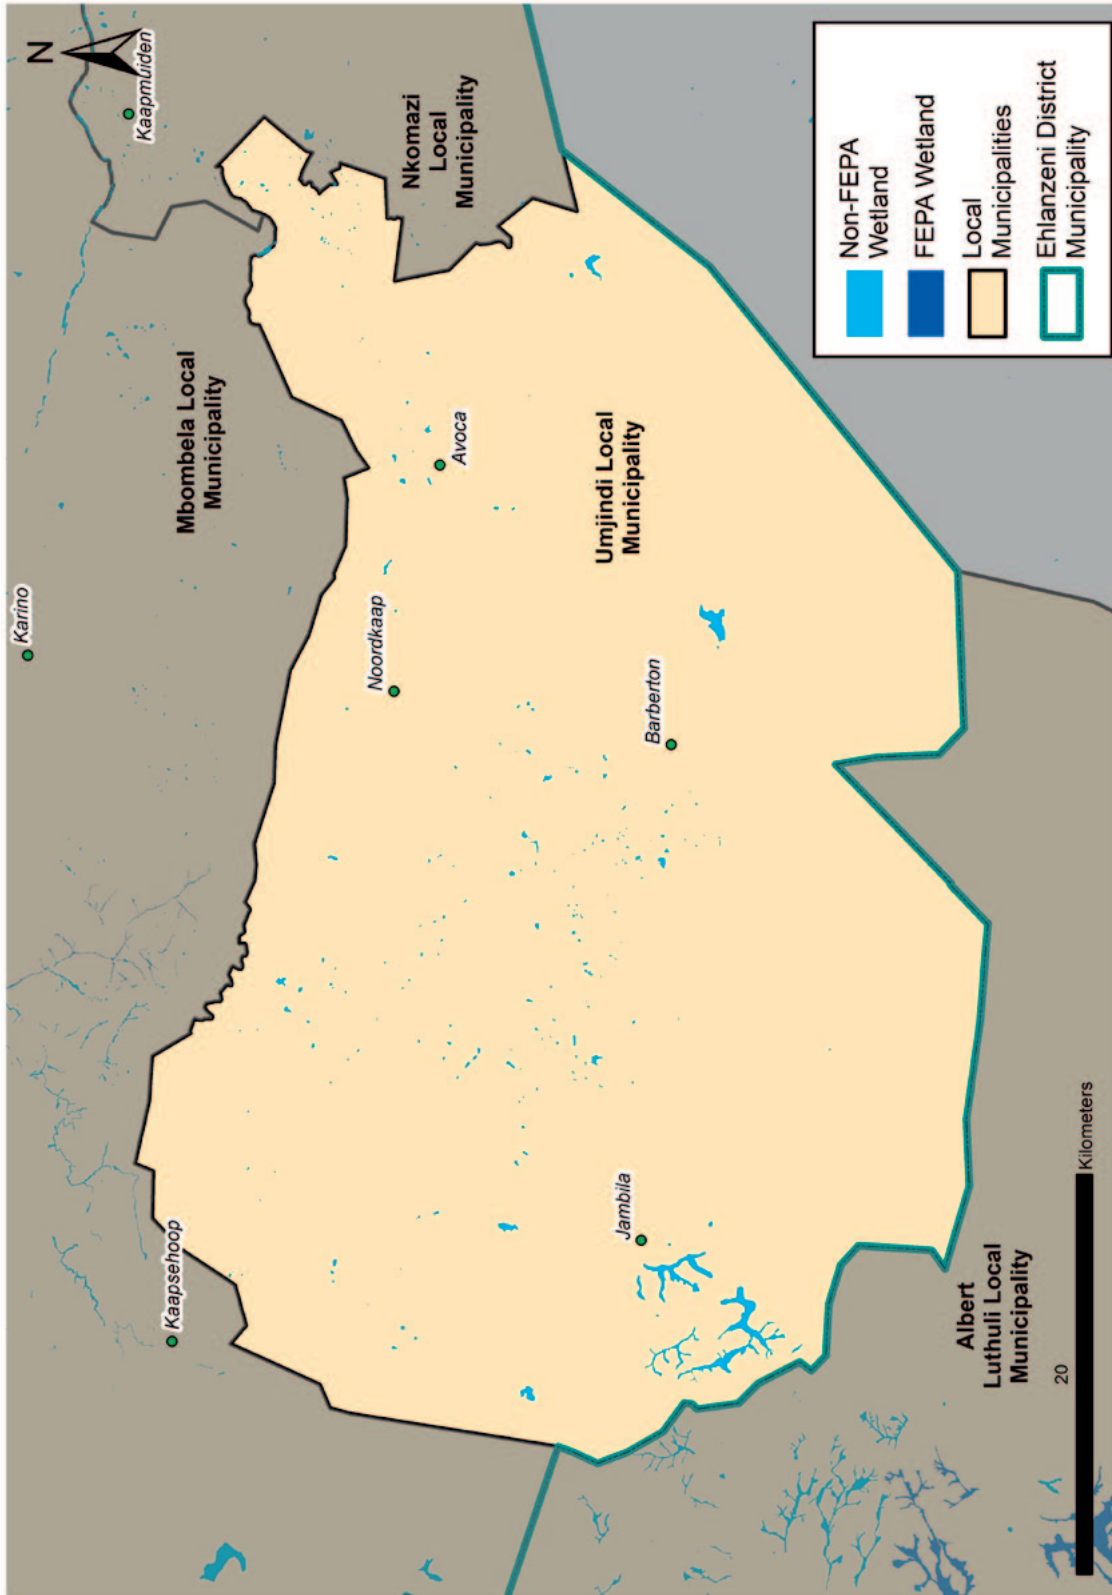 N
Kaapmuiden
Karino
Kaapsehoop
Mbombela Local
Municipality
Nkomazi
Local
Municipality
Noordkaap
Avoca
Umjindi Local
Municipality
Barberton
Jambila
Albert
Luthuli Local
Municipality
20
Kilometers
Non-FEPA
Wetland
FEPA Wetland
Local
Municipalities
Ehlanzeni District
Municipality